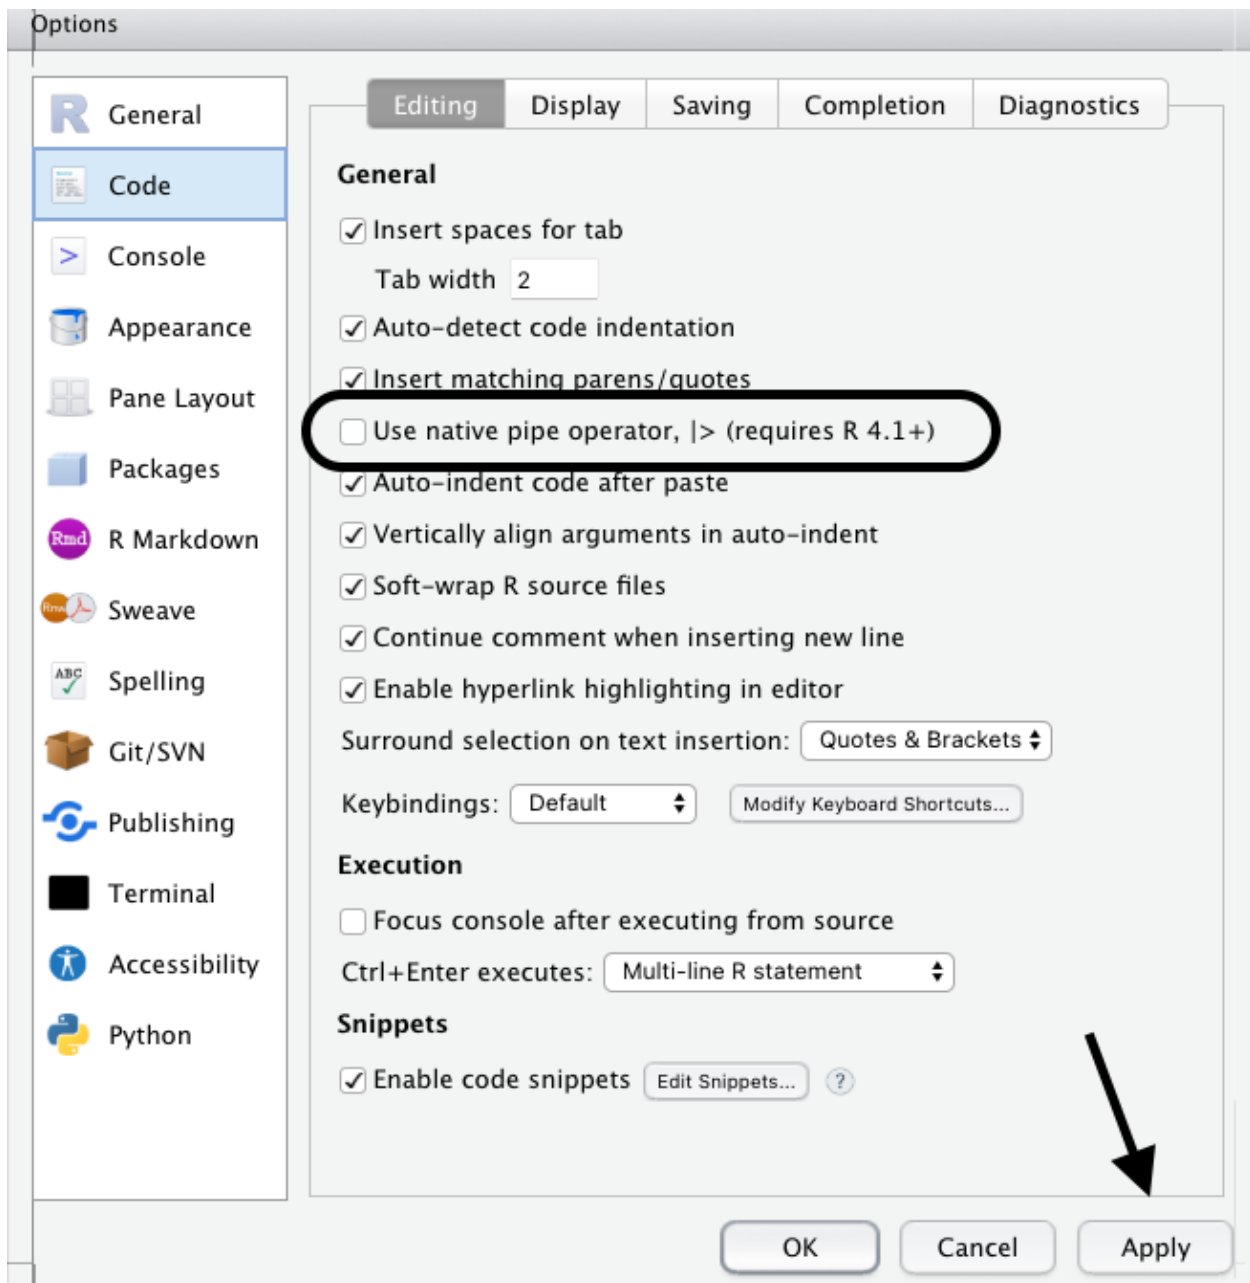 Options
General
Code
Console
Appearance
Pane Layout
Packages
Rmd R Markdown
Rnw Sweave
ABC Spelling
Git/SVN
Publishing
Terminal
Accessibility
Python
Editing Display Saving Completion Diagnostics
General
Insert spaces for tab
Tab width 2
Auto-detect code indentation
Insert matching parens/quotes
Use native pipe operator, |> (requires R 4.1+)
Auto-indent code after paste
Vertically align arguments in auto-indent
Soft-wrap R source files
Continue comment when inserting new line
Enable hyperlink highlighting in editor
Surround selection on text insertion: Quotes & Brackets
Keybindings: Default Modify Keyboard Shortcuts...
Execution
Focus console after executing from source
Ctrl+Enter executes: Multi-line R statement
Snippets
Enable code snippets Edit Snippets... ?
OK Cancel Apply